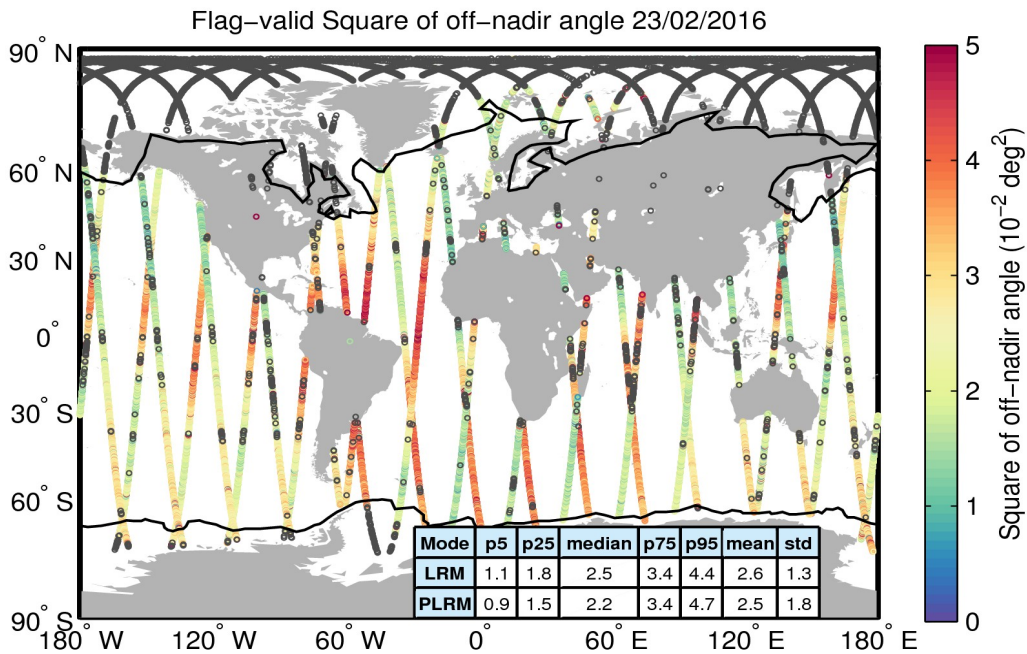 Flag−valid Square of off−nadir angle 23/02/2016
90° N
60° N
30° N
0°
30° S
60° S
90° S
180° W
120° W
60° W
0°
60° E
120° E
180° E
Mode p5 p25 median p75 p95 mean std
LRM 1.1 1.8 2.5 3.4 4.4 2.6 1.3
PLRM 0.9 1.5 2.2 3.4 4.7 2.5 1.8
5
4
3
2
1
0
Square of off−nadir angle (10⁻² deg²)